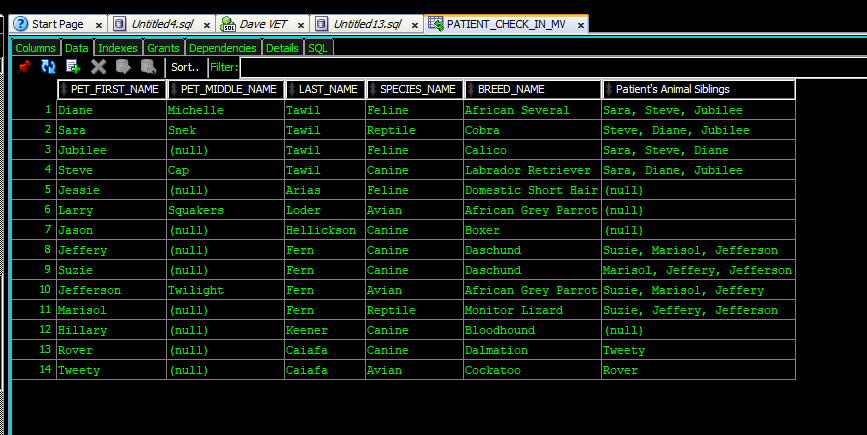 Start Page Untitled4.sql Dave VET Untitled13.sql PATIENT_CHECK_IN_MV
Columns Data Indexes Grants Dependencies Details SQL
Sort.. Filter:
PET_FIRST_NAME PET_MIDDLE_NAME LAST_NAME SPECIES_NAME BREED_NAME Patient's Animal Siblings
1 Diane Michelle Tawil Feline African Several Sara, Steve, Jubilee
2 Sara Snek Tawil Reptile Cobra Steve, Diane, Jubilee
3 Jubilee (null) Tawil Feline Calico Sara, Steve, Diane
4 Steve Cap Tawil Canine Labrador Retriever Sara, Diane, Jubilee
5 Jessie (null) Arias Feline Domestic Short Hair (null)
6 Larry Squakers Loder Avian African Grey Parrot (null)
7 Jason (null) Hellickson Canine Boxer (null)
8 Jeffery (null) Fern Canine Daschund Suzie, Marisol, Jefferson
9 Suzie (null) Fern Canine Daschund Marisol, Jeffery, Jefferson
10 Jefferson Twilight Fern Avian African Grey Parrot Suzie, Marisol, Jeffery
11 Marisol (null) Fern Reptile Monitor Lizard Suzie, Jeffery, Jefferson
12 Hillary (null) Keener Canine Bloodhound (null)
13 Rover (null) Caiafa Canine Dalmation Tweety
14 Tweety (null) Caiafa Avian Cockatoo Rover